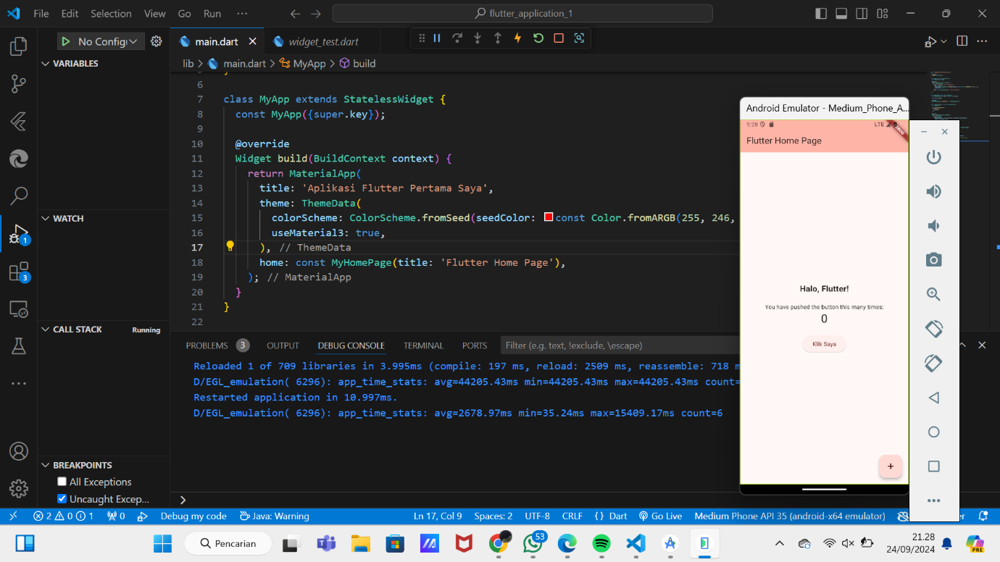 File Edit Selection View Go Run ···
flutter_application_1
No Config
main.dart
widget_test.dart
lib > main.dart > MyApp > build
VARIABLES
WATCH
CALL STACK Running
BREAKPOINTS
All Exceptions
Uncaught Excep...
6
7 class MyApp extends StatelessWidget {
8 const MyApp({super.key});
9
10 @override
11 Widget build(BuildContext context) {
12 return MaterialApp(
13 title: 'Aplikasi Flutter Pertama Saya',
14 theme: ThemeData(
15 colorScheme: ColorScheme.fromSeed(seedColor: const Color.fromARGB(255, 246,
16 useMaterial3: true,
17 ), // ThemeData
18 home: const MyHomePage(title: 'Flutter Home Page'),
19 ); // MaterialApp
20 }
21 }
22
PROBLEMS 3 OUTPUT DEBUG CONSOLE TERMINAL PORTS Filter (e.g. text, !exclude, \escape)
Reloaded 1 of 709 libraries in 3.995ms (compile: 197 ms, reload: 2509 ms, reassemble: 718 m
D/EGL_emulation( 6296): app_time_stats: avg=44205.43ms min=44205.43ms max=44205.43ms count=
Restarted application in 10.997ms.
D/EGL_emulation( 6296): app_time_stats: avg=2678.97ms min=35.24ms max=15409.17ms count=6
Android Emulator - Medium_Phone_A...
9:28 LTE
DEBUG
Flutter Home Page
Halo, Flutter!
You have pushed the button this many times:
0
Klik Saya
+
1
3
2 0 1 0 Debug my code Java: Warning Ln 17, Col 9 Spaces: 2 UTF-8 CRLF {} Dart Go Live Medium Phone API 35 (android-x64 emulator)
Pencarian
53
21.28
24/09/2024
PRE